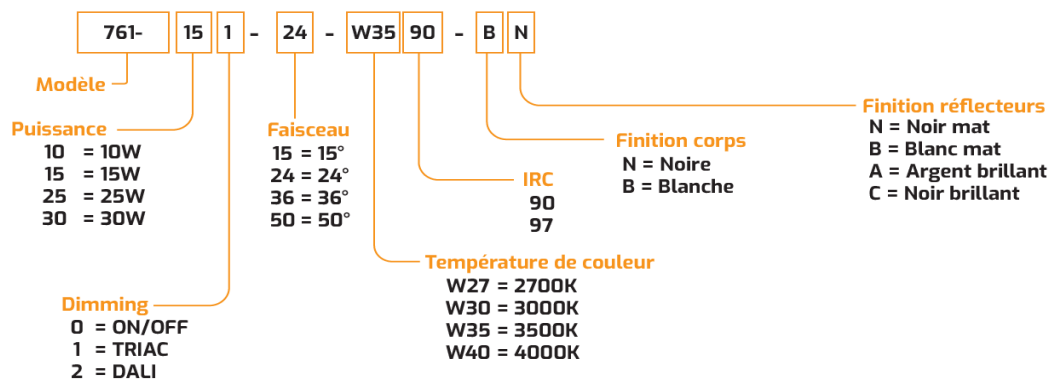 761- 15 1 - 24 - W35 90 - B N
Modèle
Puissance
10 = 10W
15 = 15W
25 = 25W
30 = 30W
Dimming
0 = ON/OFF
1 = TRIAC
2 = DALI
Faisceau
15 = 15°
24 = 24°
36 = 36°
50 = 50°
Température de couleur
W27 = 2700K
W30 = 3000K
W35 = 3500K
W40 = 4000K
IRC
90
97
Finition corps
N = Noire
B = Blanche
Finition réflecteurs
N = Noir mat
B = Blanc mat
A = Argent brillant
C = Noir brillant